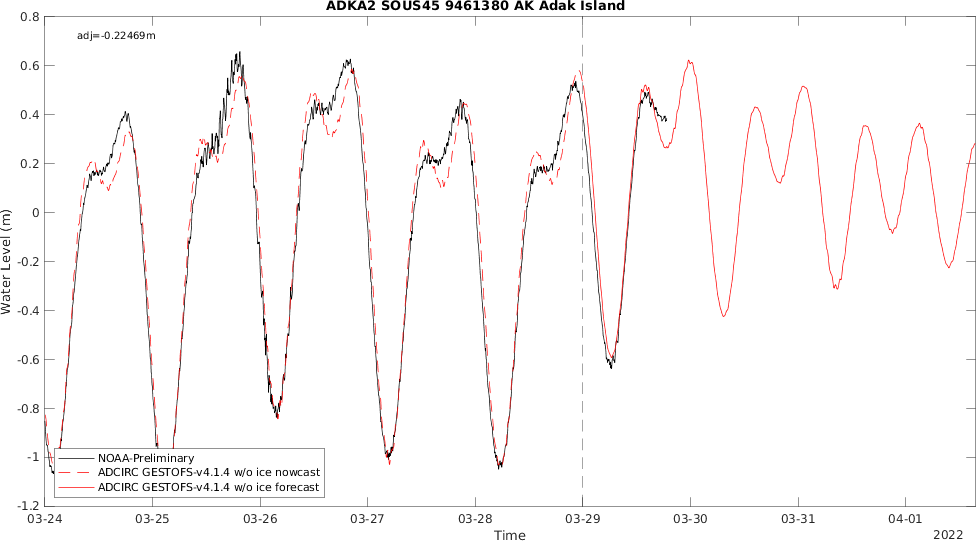 ADKA2 SOUS45 9461380 AK Adak Island
adj=-0.22469m
Water Level (m)
0.8
0.6
0.4
0.2
0
-0.2
-0.4
-0.6
-0.8
-1
-1.2
NOAA-Preliminary
ADCIRC GESTOFS-v4.1.4 w/o ice nowcast
ADCIRC GESTOFS-v4.1.4 w/o ice forecast
03-24 03-25 03-26 03-27 03-28 03-29 03-30 03-31 04-01
Time
2022